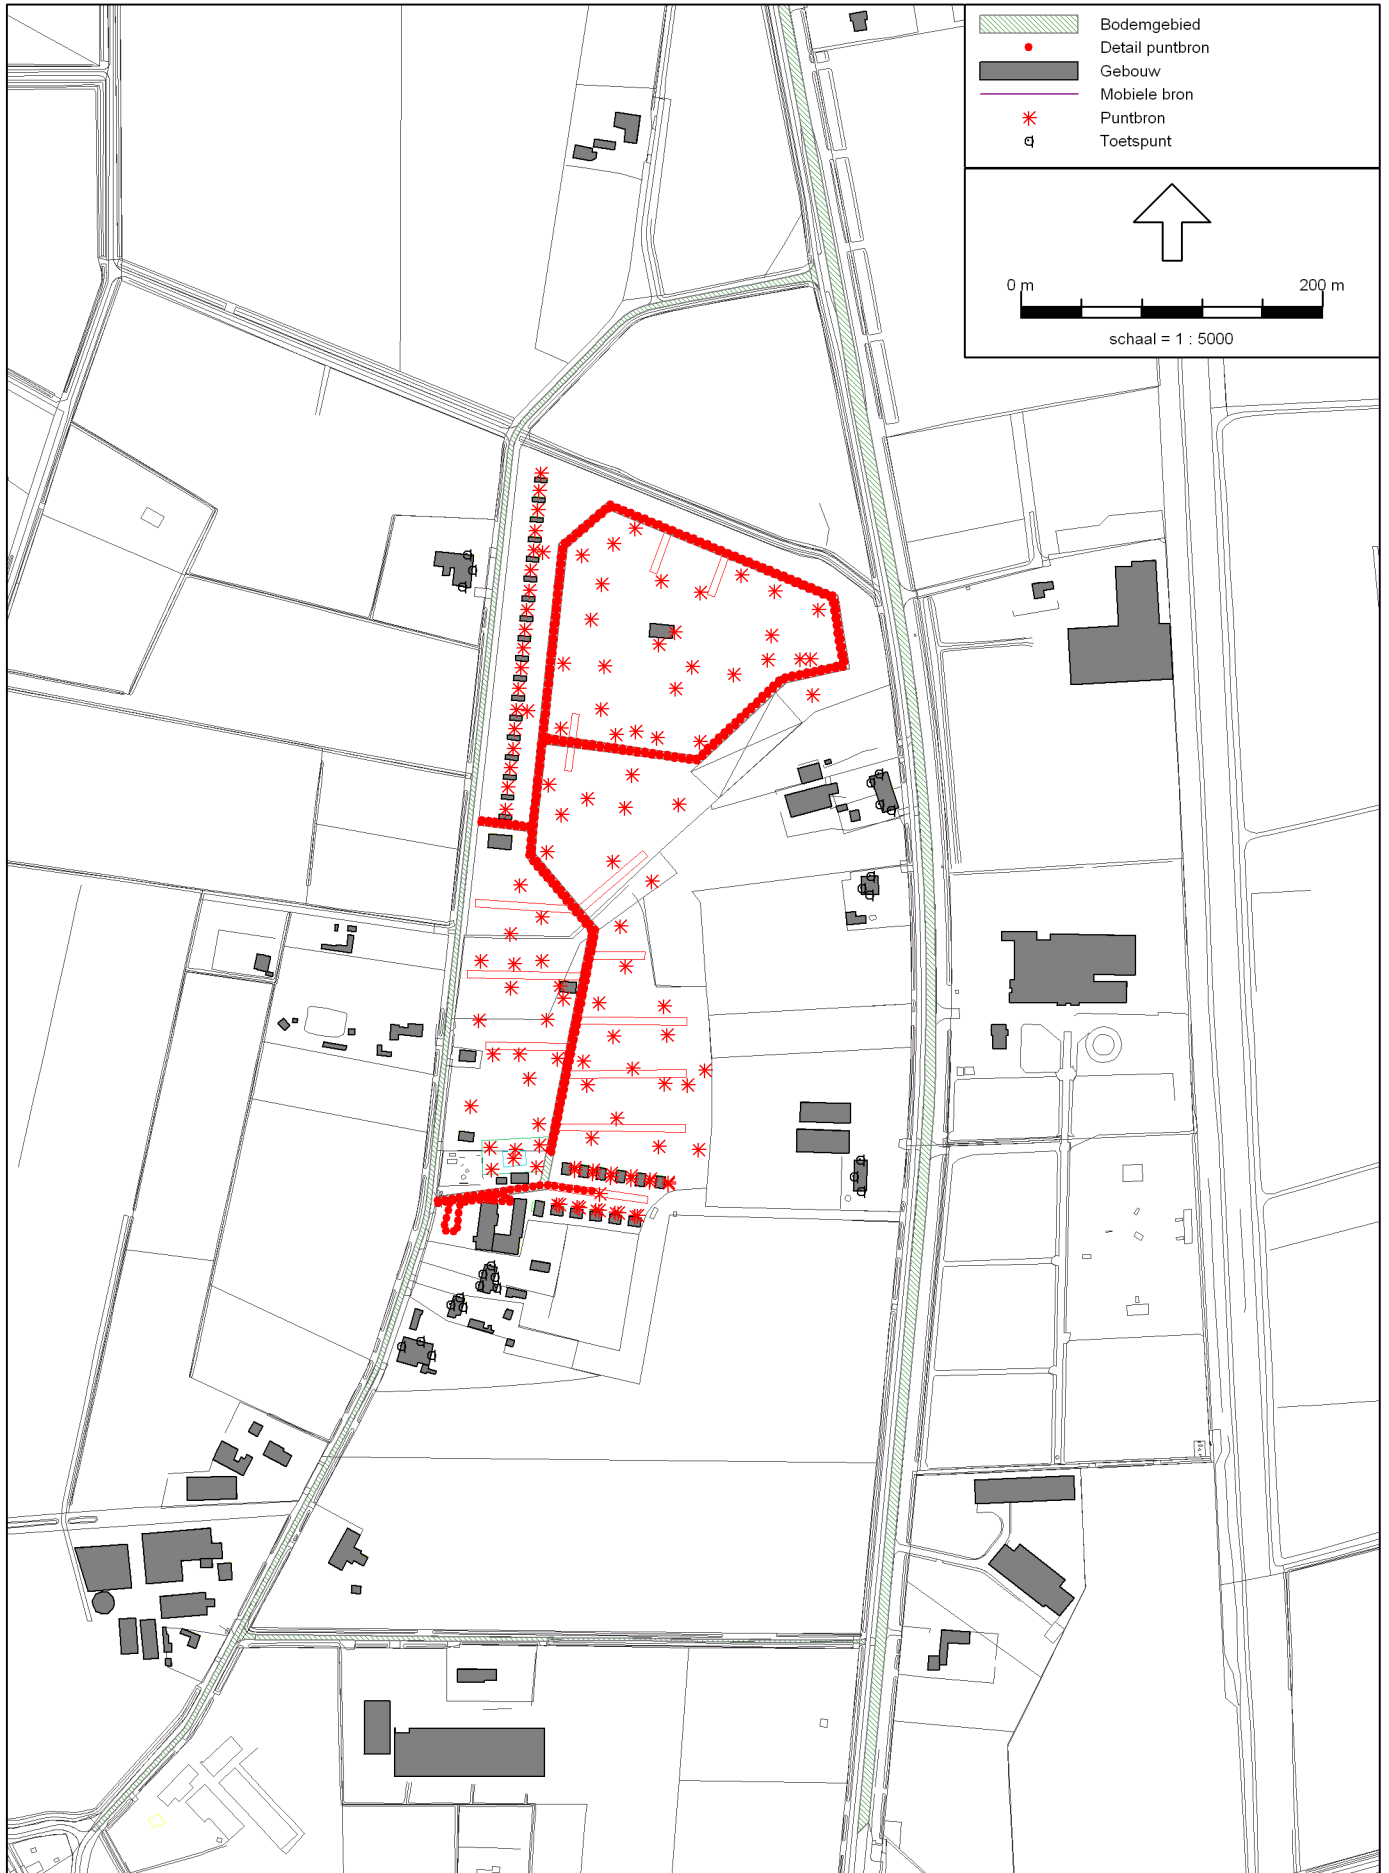 Bodemgebied
Detail puntbron
Gebouw
Mobiele bron
Puntbron
Toetspunt
0 m 200 m
schaal = 1 : 5000